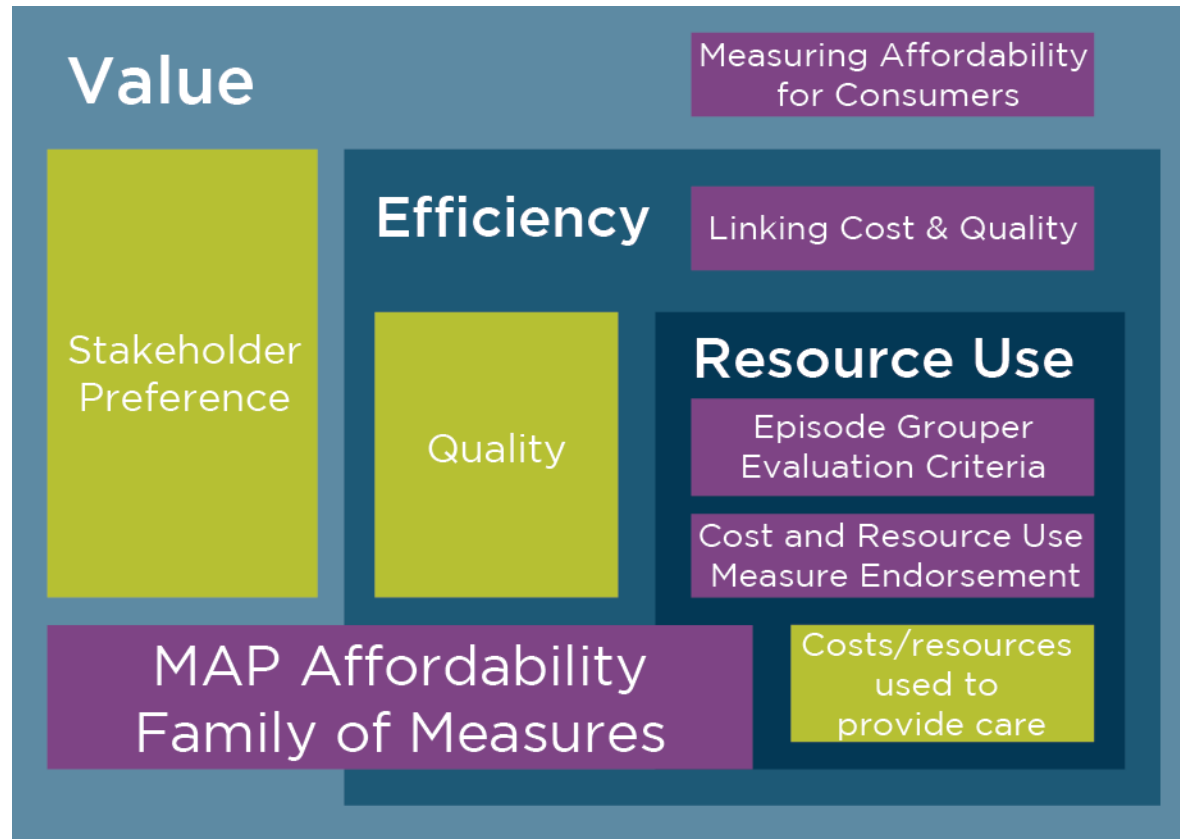 Value
Measuring Affordability
for Consumers
Stakeholder
Preference
Efficiency
Linking Cost & Quality
Quality
Resource Use
Episode Grouper
Evaluation Criteria
Cost and Resource Use
Measure Endorsement
MAP Affordability
Family of Measures
Costs/resources
used to
provide care